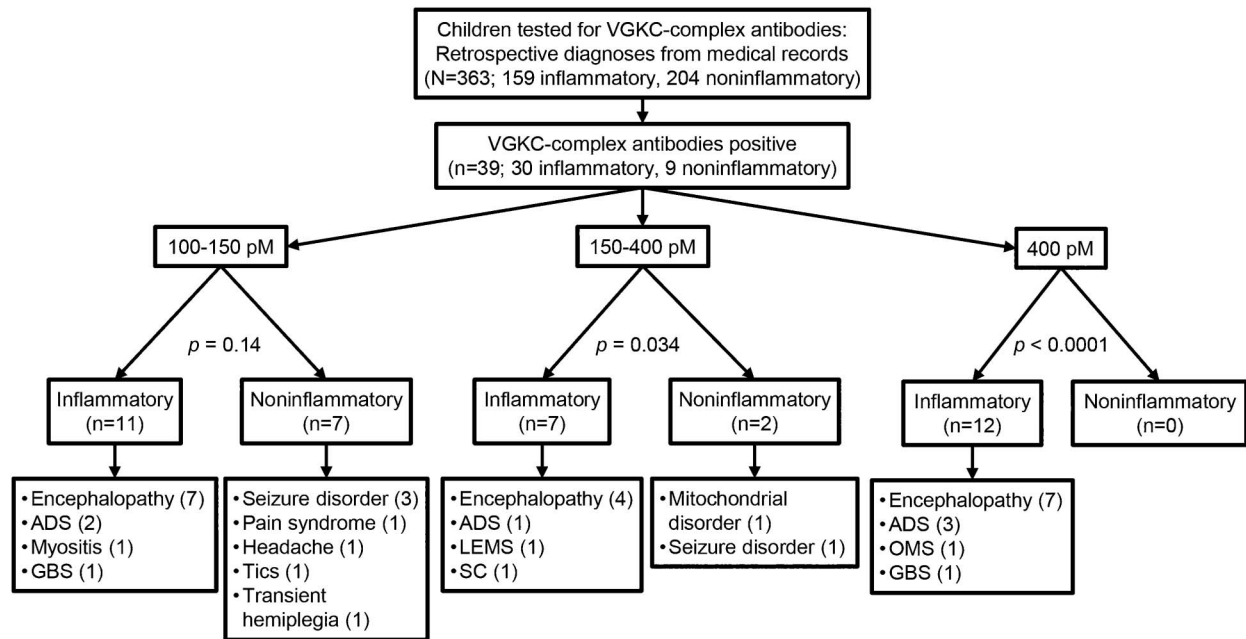 Children tested for VGKC-complex antibodies:
Retrospective diagnoses from medical records
(N=363; 159 inflammatory, 204 noninflammatory)
VGKC-complex antibodies positive
(n=39; 30 inflammatory, 9 noninflammatory)
100-150 pM
150-400 pM
400 pM
p = 0.14
p = 0.034
p < 0.0001
Inflammatory
(n=11)
Noninflammatory
(n=7)
Inflammatory
(n=7)
Noninflammatory
(n=2)
Inflammatory
(n=12)
Noninflammatory
(n=0)
•Encephalopathy (7)
•ADS (2)
•Myositis (1)
•GBS (1)
•Seizure disorder (3)
•Pain syndrome (1)
•Headache (1)
•Tics (1)
•Transient
hemiplegia (1)
•Encephalopathy (4)
•ADS (1)
•LEMS (1)
•SC (1)
•Mitochondrial
disorder (1)
•Seizure disorder (1)
•Encephalopathy (7)
•ADS (3)
•OMS (1)
•GBS (1)